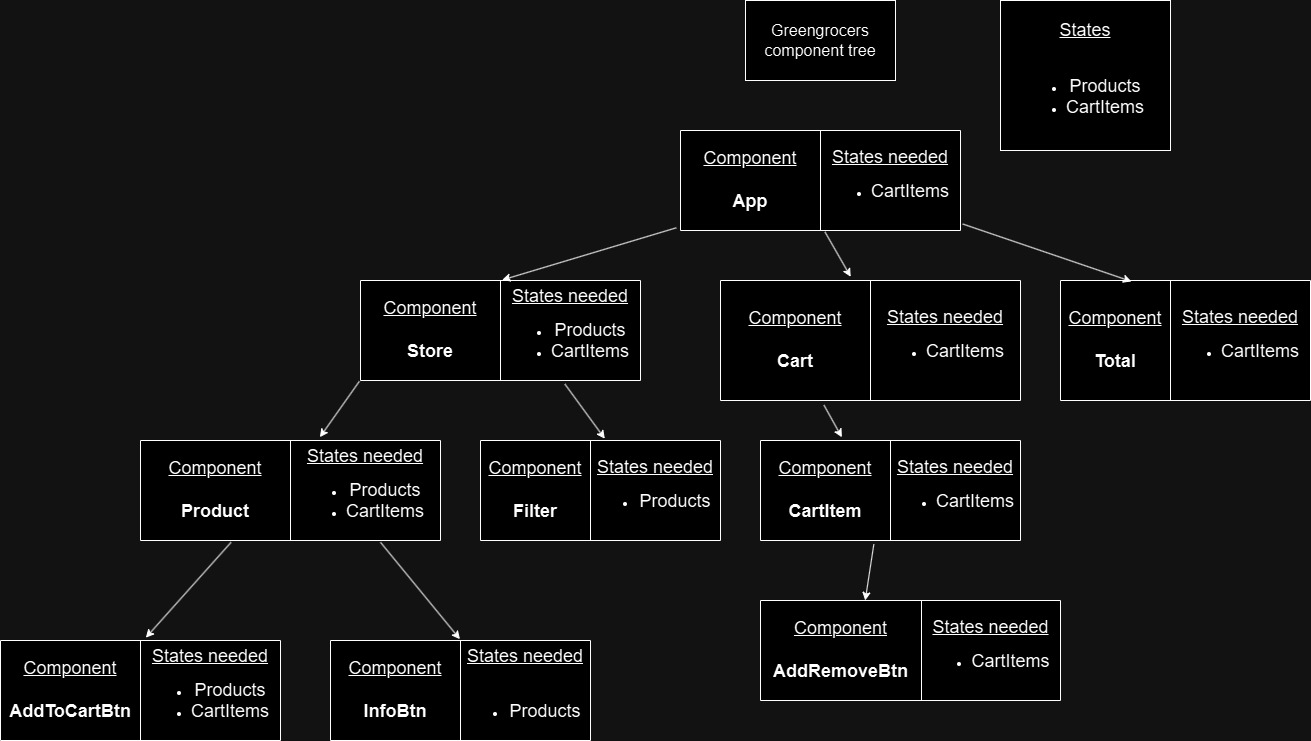 Greengrocers
component tree
States
• Products
• CartItems
Component
App
States needed
• CartItems
Component
Store
States needed
• Products
• CartItems
Component
Cart
States needed
• CartItems
Component
Total
States needed
• CartItems
Component
Product
States needed
• Products
• CartItems
Component
Filter
States needed
• Products
Component
CartItem
States needed
• CartItems
Component
AddRemoveBtn
States needed
• CartItems
Component
AddToCartBtn
States needed
• Products
• CartItems
Component
InfoBtn
States needed
• Products